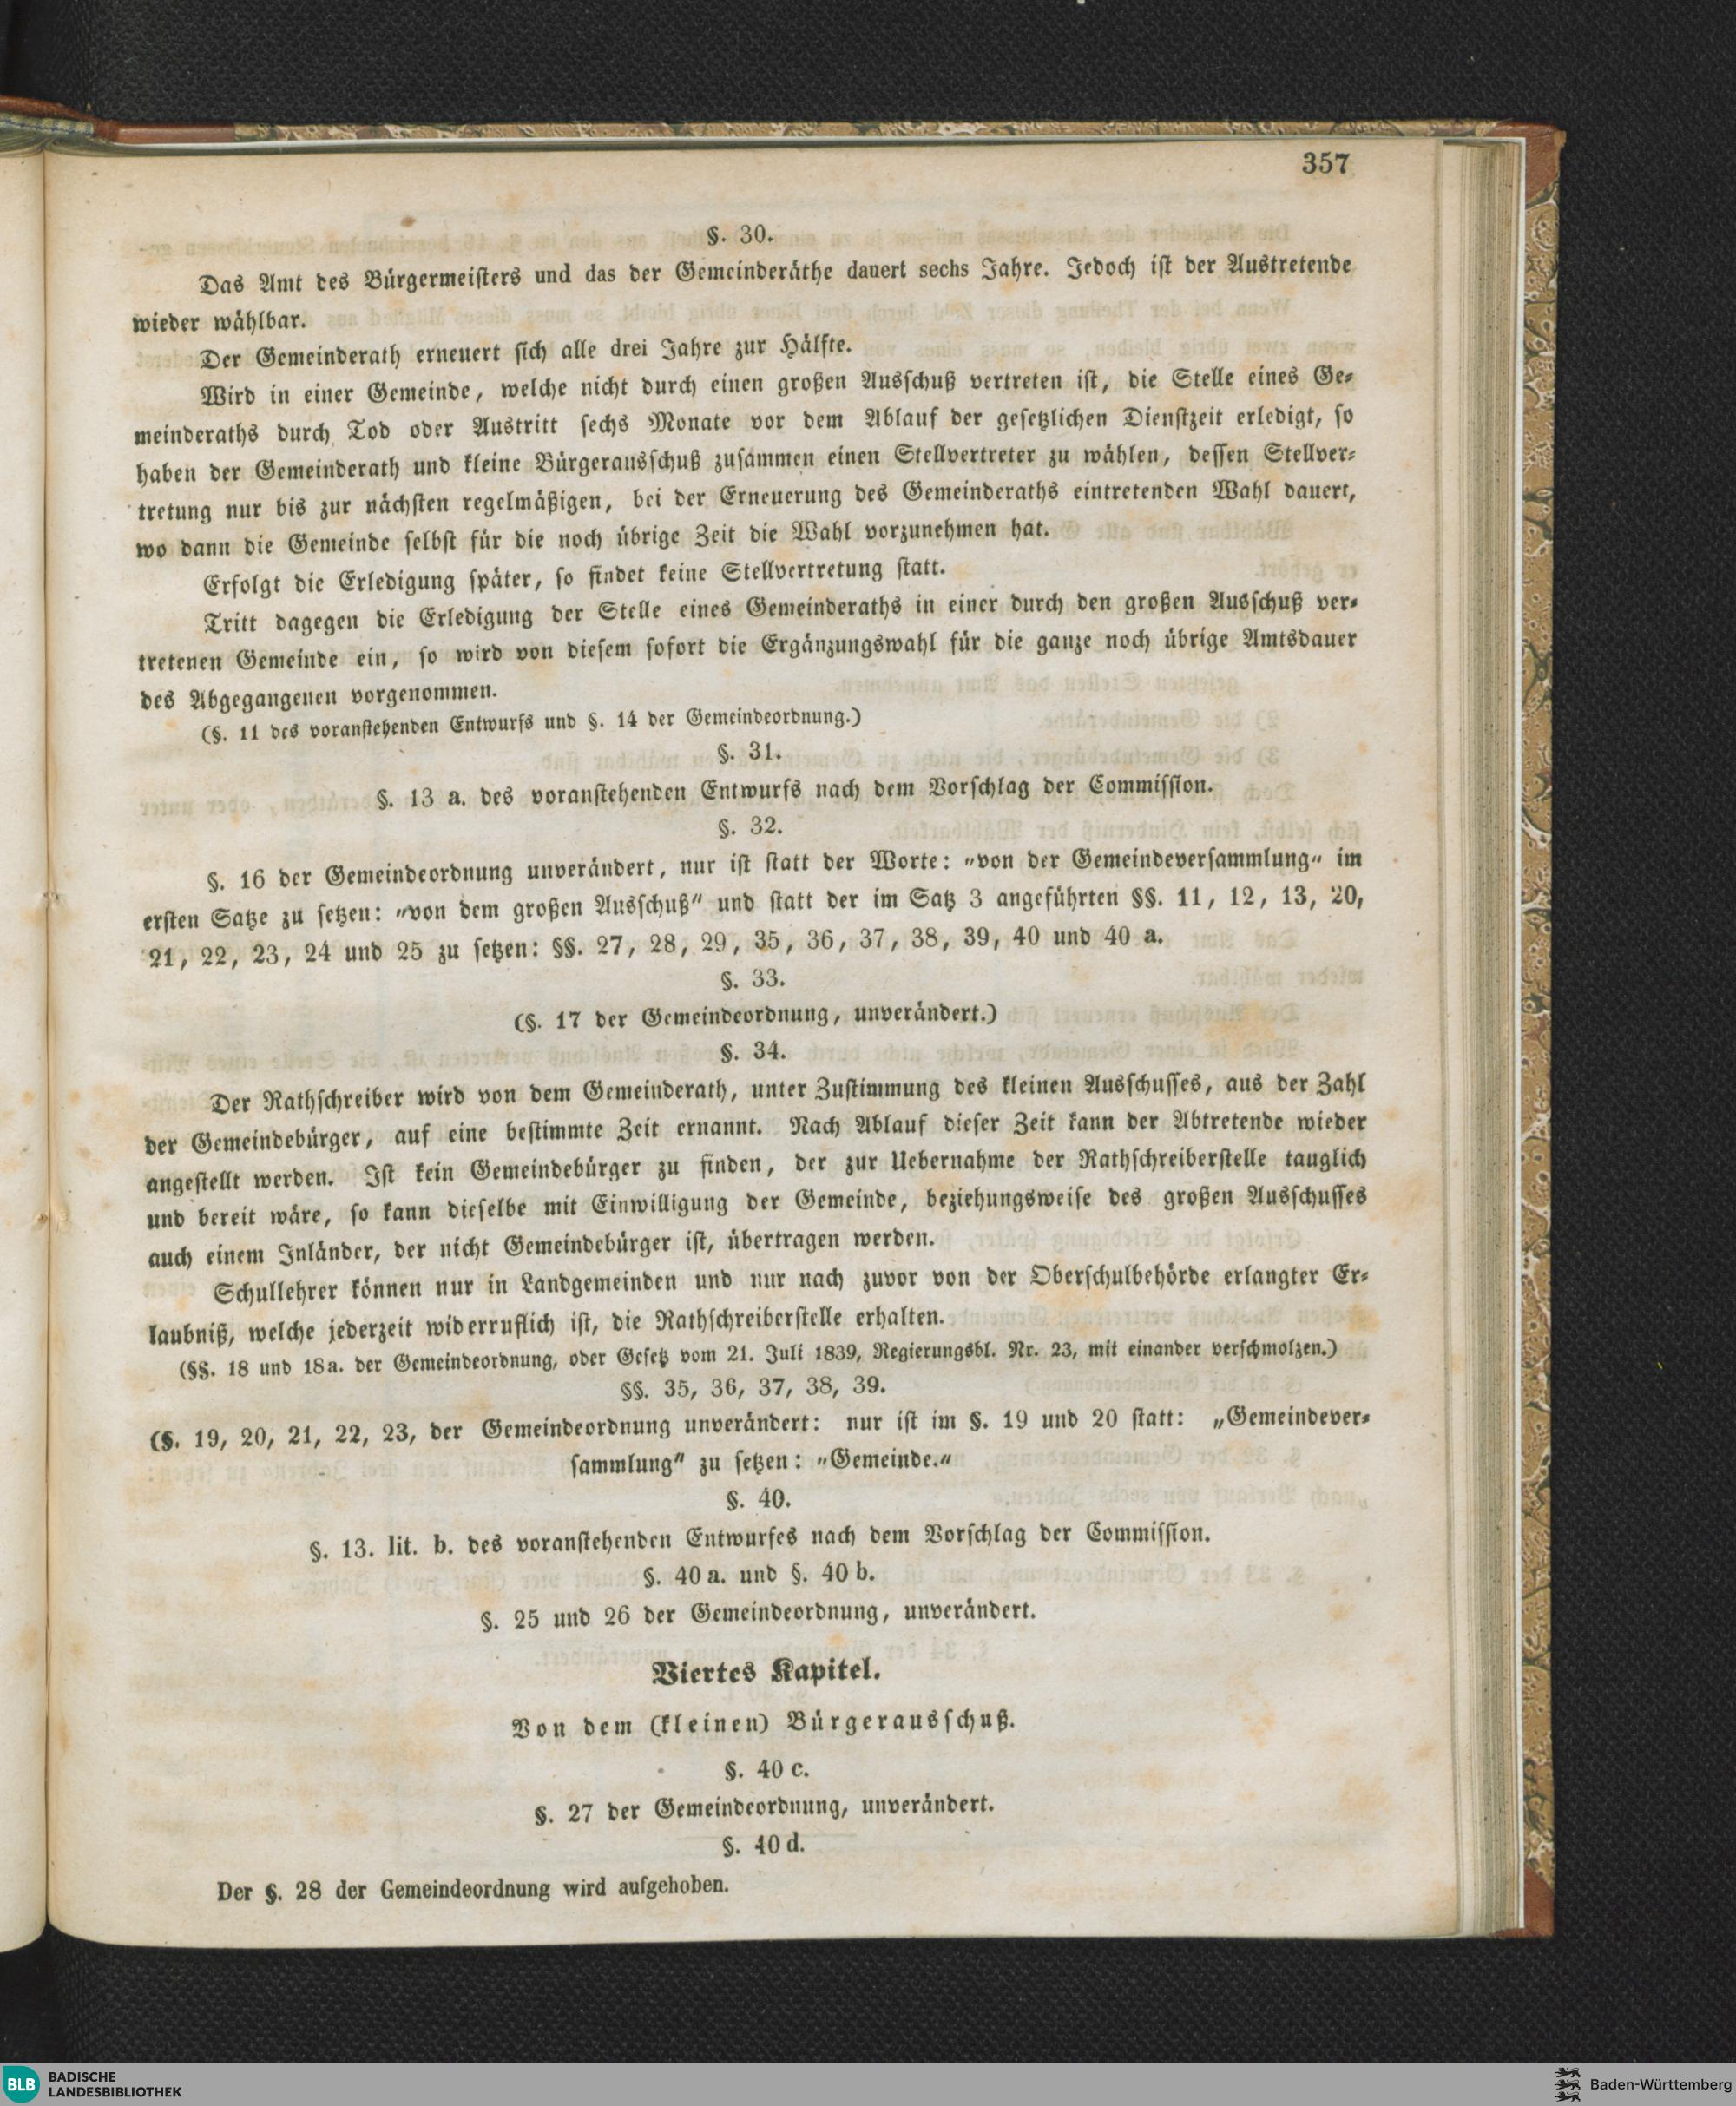 357
§. 30.
Das Amt des Bürgermeisters und das der Gemeinderäthe dauert sechs Jahre. Jedoch ist der Austretende
wieder wählbar.
Der Gemeinderath erneuert sich alle drei Jahre zur Hälfte.
Wird in einer Gemeinde, welche nicht durch einen großen Ausschuß vertreten ist, die Stelle eines Ge-
meinderaths durch Tod oder Austritt sechs Monate vor dem Ablauf der gesetzlichen Dienstzeit erledigt, so
haben der Gemeinderath und kleine Bürgerausschuß zusammen einen Stellvertreter zu wählen, dessen Stellver-
tretung nur bis zur nächsten regelmäßigen, bei der Erneuerung des Gemeinderaths eintretenden Wahl dauert,
wo dann die Gemeinde selbst für die noch übrige Zeit die Wahl vorzunehmen hat.
Erfolgt die Erledigung später, so findet keine Stellvertretung statt.
Tritt dagegen die Erledigung der Stelle eines Gemeinderaths in einer durch den großen Ausschuß ver-
tretenen Gemeinde ein, so wird von diesem sofort die Ergänzungswahl für die ganze noch übrige Amtsdauer
des Abgegangenen vorgenommen.
(§. 11 des voranstehenden Entwurfs und §. 14 der Gemeindeordnung.)
§. 31.
§. 13 a. des voranstehenden Entwurfs nach dem Vorschlag der Commission.
§. 32.
§. 16 der Gemeindeordnung unverändert, nur ist statt der Worte: "von der Gemeindeversammlung" im
ersten Satze zu setzen: "von dem großen Ausschuß" und statt der im Satz 3 angeführten §§. 11, 12, 13, 20,
21, 22, 23, 24 und 25 zu setzen: §§. 27, 28, 29, 35, 36, 37, 38, 39, 40 und 40 a.
§. 33.
(§. 17 der Gemeindeordnung, unverändert.)
§. 34.
Der Rathschreiber wird von dem Gemeinderath, unter Zustimmung des kleinen Ausschusses, aus der Zahl
der Gemeindebürger, auf eine bestimmte Zeit ernannt. Nach Ablauf dieser Zeit kann der Abtretende wieder
angestellt werden. Ist kein Gemeindebürger zu finden, der zur Uebernahme der Rathschreiberstelle tauglich
und bereit wäre, so kann dieselbe mit Einwilligung der Gemeinde, beziehungsweise des großen Ausschusses
auch einem Inländer, der nicht Gemeindebürger ist, übertragen werden.
Schullehrer können nur in Landgemeinden und nur nach zuvor von der Oberschulbehörde erlangter Er-
laubniß, welche jederzeit widerruflich ist, die Rathschreiberstelle erhalten.
(§§. 18 und 18a. der Gemeindeordnung, oder Gesetz vom 21. Juli 1839, Regierungsbl. Nr. 23, mit einander verschmolzen.)
§§. 35, 36, 37, 38, 39.
(§. 19, 20, 21, 22, 23, der Gemeindeordnung unverändert: nur ist im §. 19 und 20 statt: „Gemeindever-
sammlung" zu setzen: "Gemeinde."
§. 40.
§. 13. lit. b. des voranstehenden Entwurfes nach dem Vorschlag der Commission.
§. 40 a. und §. 40 b.
§. 25 und 26 der Gemeindeordnung, unverändert.
Viertes Kapitel.
Von dem (kleinen) Bürgerausschuß.
§. 40 c.
§. 27 der Gemeindeordnung, unverändert.
§. 40 d.
Der §. 28 der Gemeindeordnung wird aufgehoben.
BLB BADISCHE
LANDESBIBLIOTHEK
Baden-Württemberg